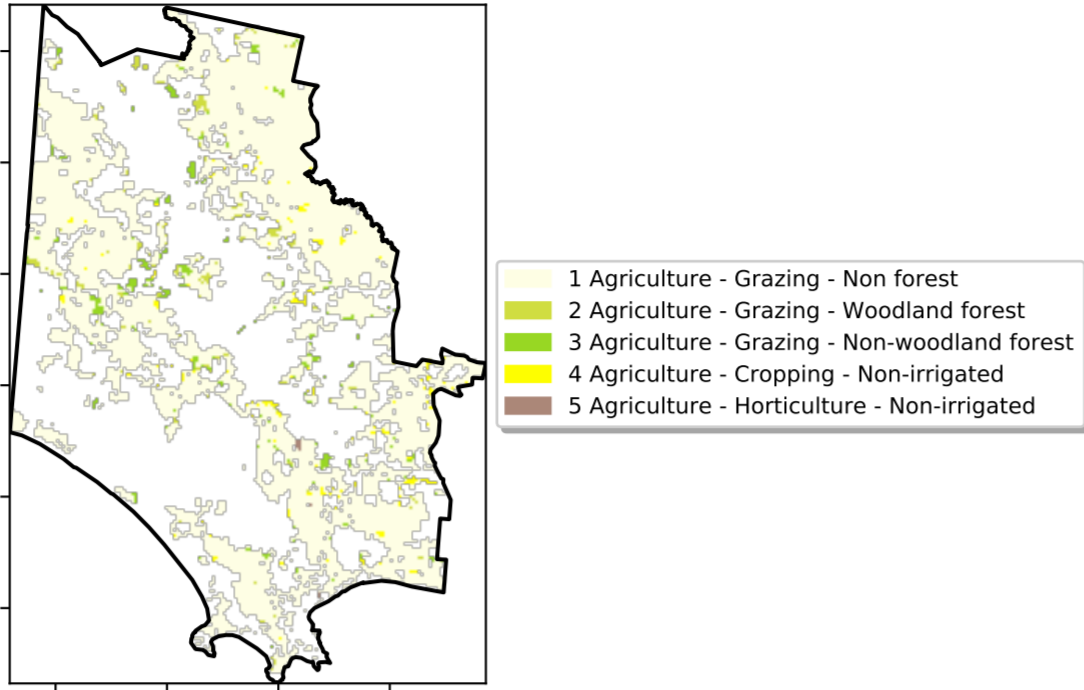 1 Agriculture - Grazing - Non forest
2 Agriculture - Grazing - Woodland forest
3 Agriculture - Grazing - Non-woodland forest
4 Agriculture - Cropping - Non-irrigated
5 Agriculture - Horticulture - Non-irrigated